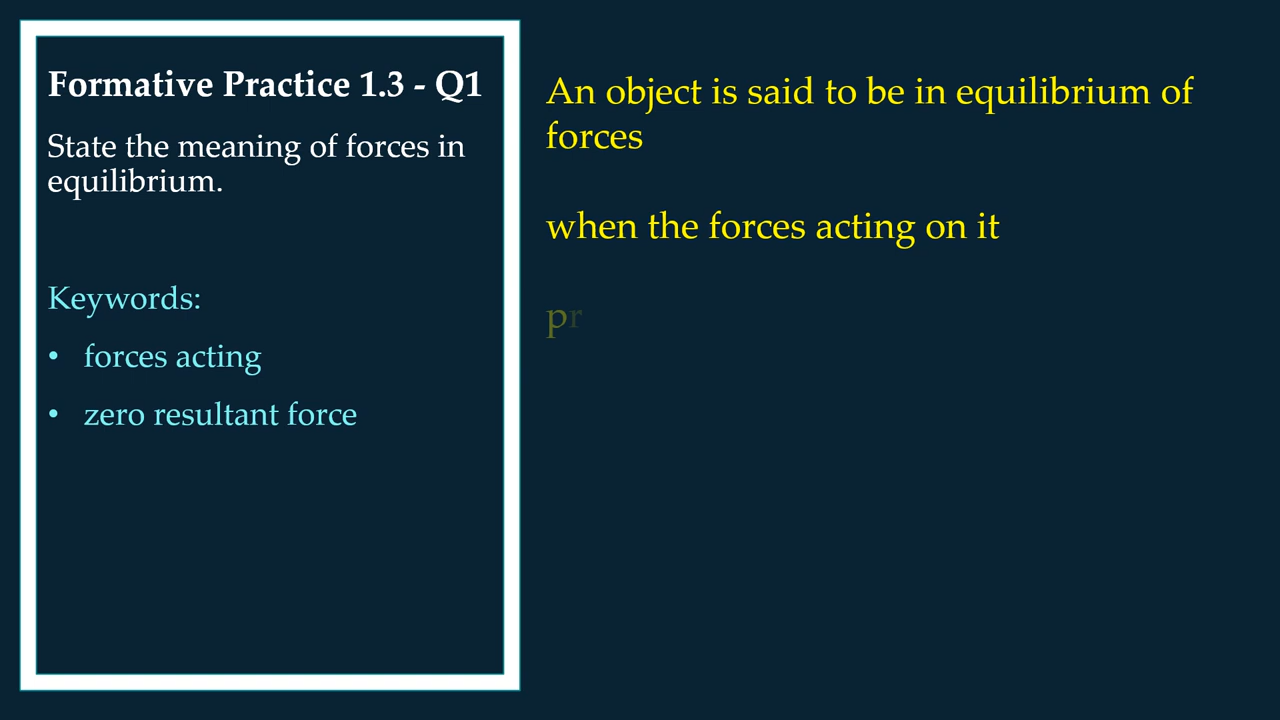 Formative Practice 1.3 - Q1
State the meaning of forces in
equilibrium.
Keywords:
• forces acting
• zero resultant force
An object is said to be in equilibrium of
forces
when the forces acting on it
pr